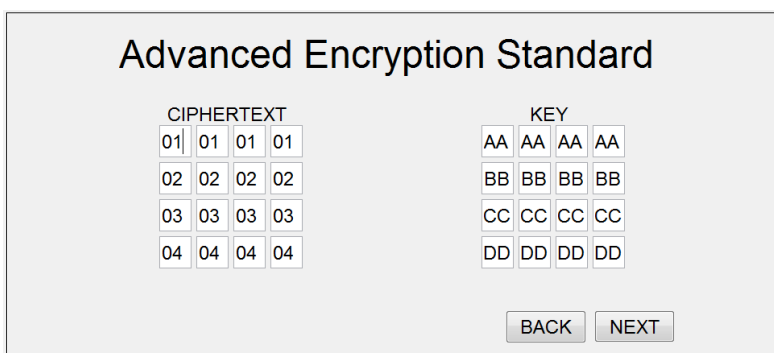 Advanced Encryption Standard
CIPHERTEXT KEY
01 01 01 01 AA AA AA AA
02 02 02 02 BB BB BB BB
03 03 03 03 CC CC CC CC
04 04 04 04 DD DD DD DD
BACK NEXT